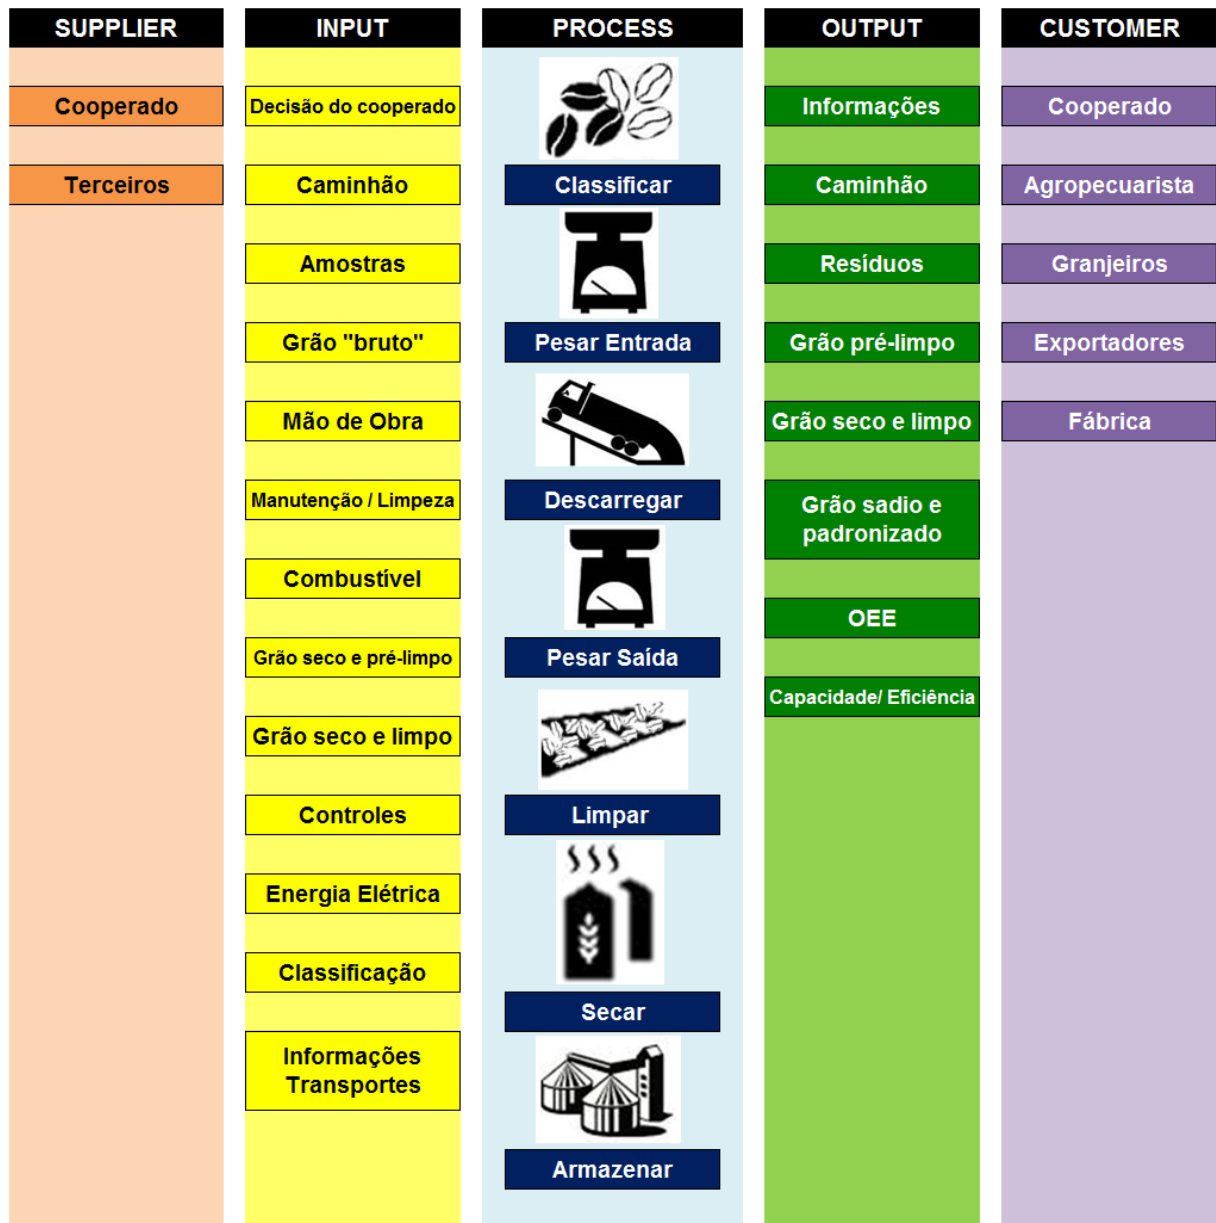 SUPPLIER
Cooperado
Terceiros
INPUT
Decisão do cooperado
Caminhão
Amostras
Grão "bruto"
Mão de Obra
Manutenção / Limpeza
Combustível
Grão seco e pré-limpo
Grão seco e limpo
Controles
Energia Elétrica
Classificação
Informações
Transportes
PROCESS
Classificar
Pesar Entrada
Descarregar
Pesar Saída
Limpar
Secar
Armazenar
OUTPUT
Informações
Caminhão
Resíduos
Grão pré-limpo
Grão seco e limpo
Grão sadio e
padronizado
OEE
Capacidade/ Eficiência
CUSTOMER
Cooperado
Agropecuarista
Granjeiros
Exportadores
Fábrica